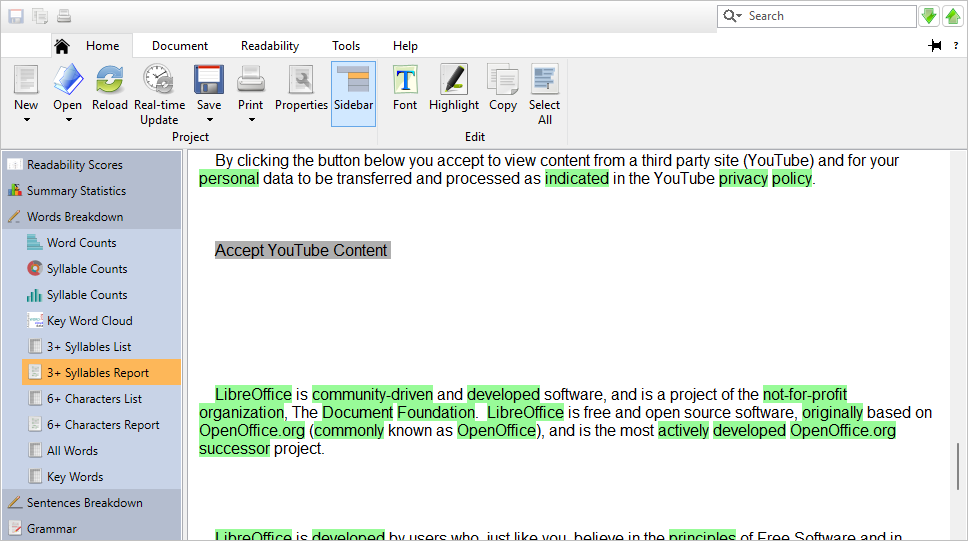 Search
Home Document Readability Tools Help
?
New Open Reload Real-time Update Save Print Properties Sidebar Font Highlight Copy Select All
Project Edit
Readability Scores
Summary Statistics
Words Breakdown
Word Counts
Syllable Counts
Syllable Counts
Key Word Cloud
3+ Syllables List
3+ Syllables Report
6+ Characters List
6+ Characters Report
All Words
Key Words
Sentences Breakdown
Grammar
By clicking the button below you accept to view content from a third party site (YouTube) and for your
personal data to be transferred and processed as indicated in the YouTube privacy policy.
Accept YouTube Content
LibreOffice is community-driven and developed software, and is a project of the not-for-profit
organization, The Document Foundation. LibreOffice is free and open source software, originally based on
OpenOffice.org (commonly known as OpenOffice), and is the most actively developed OpenOffice.org
successor project.
LibreOffice is developed by users who, just like you, believe in the principles of Free Software and in